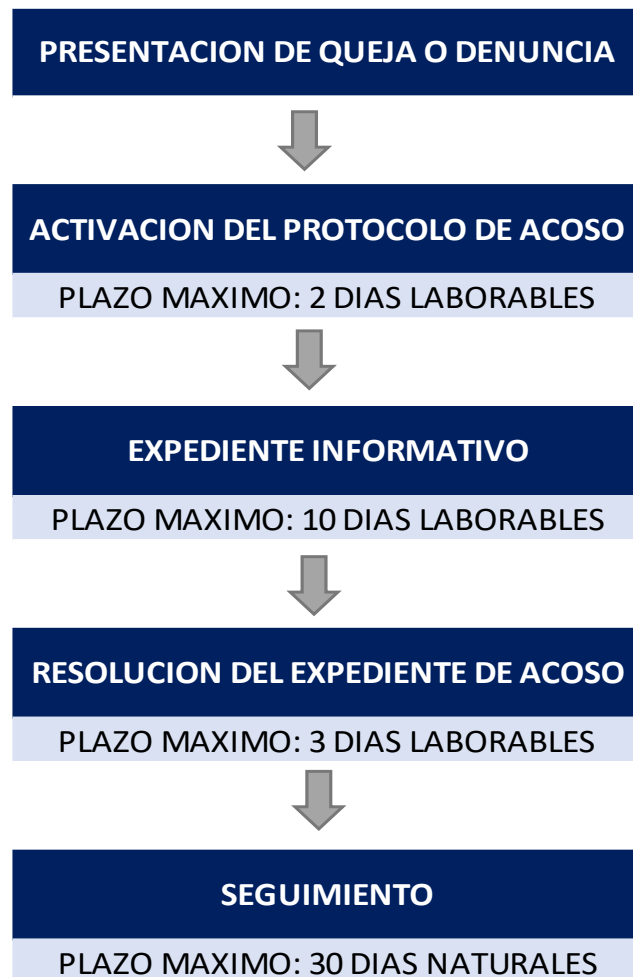 PRESENTACION DE QUEJA O DENUNCIA
ACTIVACION DEL PROTOCOLO DE ACOSO
PLAZO MAXIMO: 2 DIAS LABORABLES
EXPEDIENTE INFORMATIVO
PLAZO MAXIMO: 10 DIAS LABORABLES
RESOLUCION DEL EXPEDIENTE DE ACOSO
PLAZO MAXIMO: 3 DIAS LABORABLES
SEGUIMIENTO
PLAZO MAXIMO: 30 DIAS NATURALES